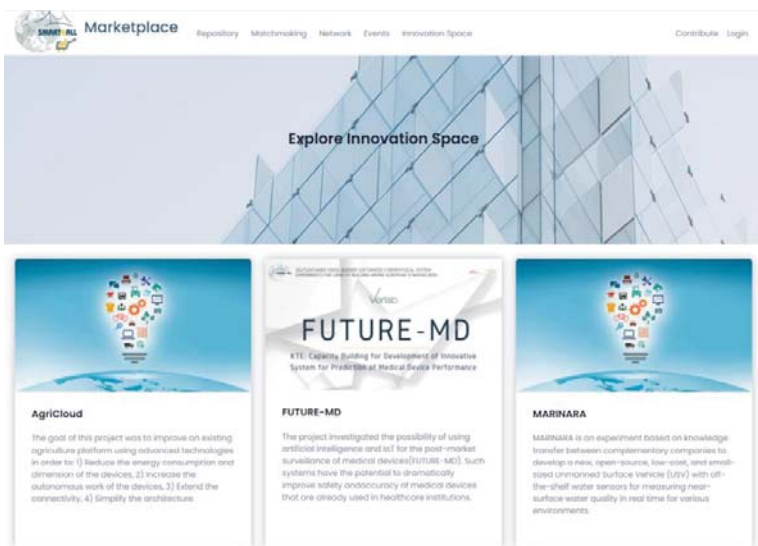 SMART4ALL
Marketplace
Repository Matchmaking Network Events Innovation Space
Contribute Login
Explore Innovation Space
AgriCloud
The goal of this project was to improve an existing
agriculture platform using advanced technologies
in order to: 1) Reduce the energy consumption and
dimension of the devices, 2) Increase the
autonomous work of the devices, 3) Extend the
connectivity, 4) Simplify the architecture.
Verlab
FUTURE-MD
KTE: Capacity Building for Development of Innovative
System for Prediction of Medical Device Performance
FUTURE-MD
The project investigated the possibility of using
artificial intelligence and IoT for the post-market
surveillance of medical devices(FUTURE-MD). Such
systems have the potential to dramatically
improve safety andaccuracy of medical devices
that are already used in healthcare institutions.
MARINARA
MARINARA is an experiment based on knowledge
transfer between complementary companies to
develop a new, open-source, low-cost, and small-
sized Unmanned Surface Vehicle (USV) with off-
the-shelf water sensors for measuring near-
surface water quality in real time for various
environments.